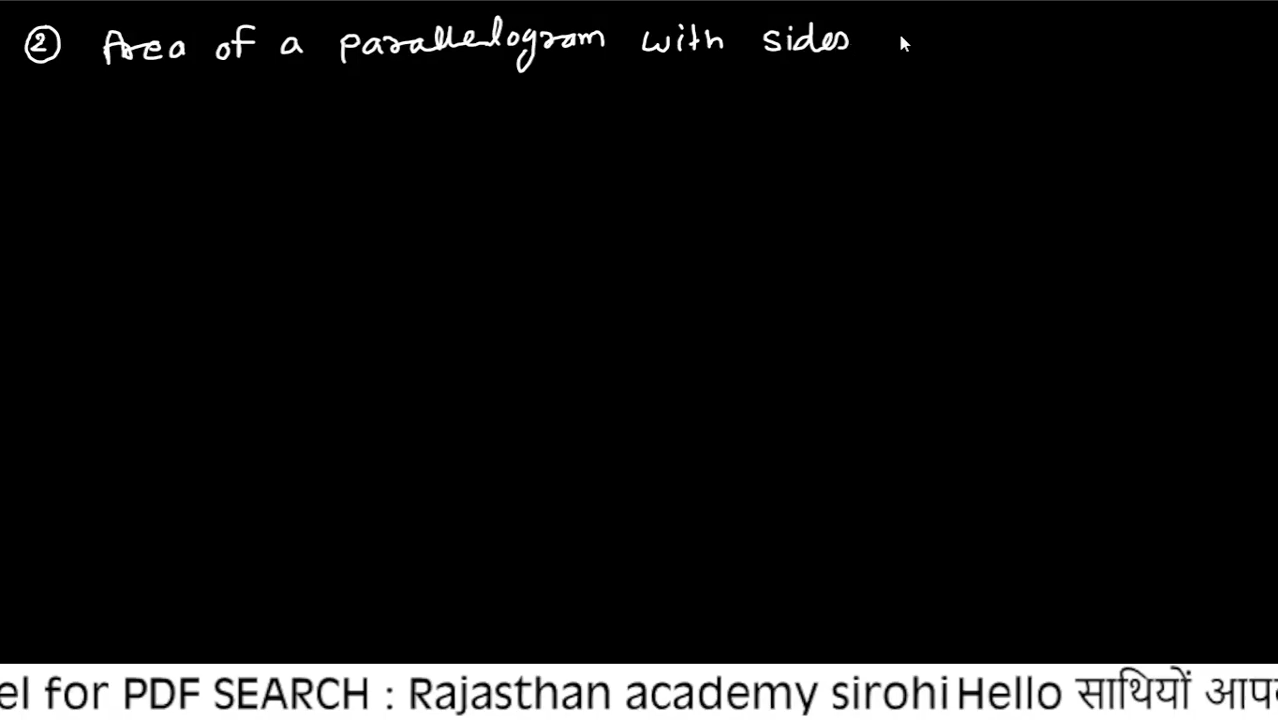 ② Area of a parallelogram with sides
el for PDF SEARCH : Rajasthan academy sirohi Hello साथियों आप